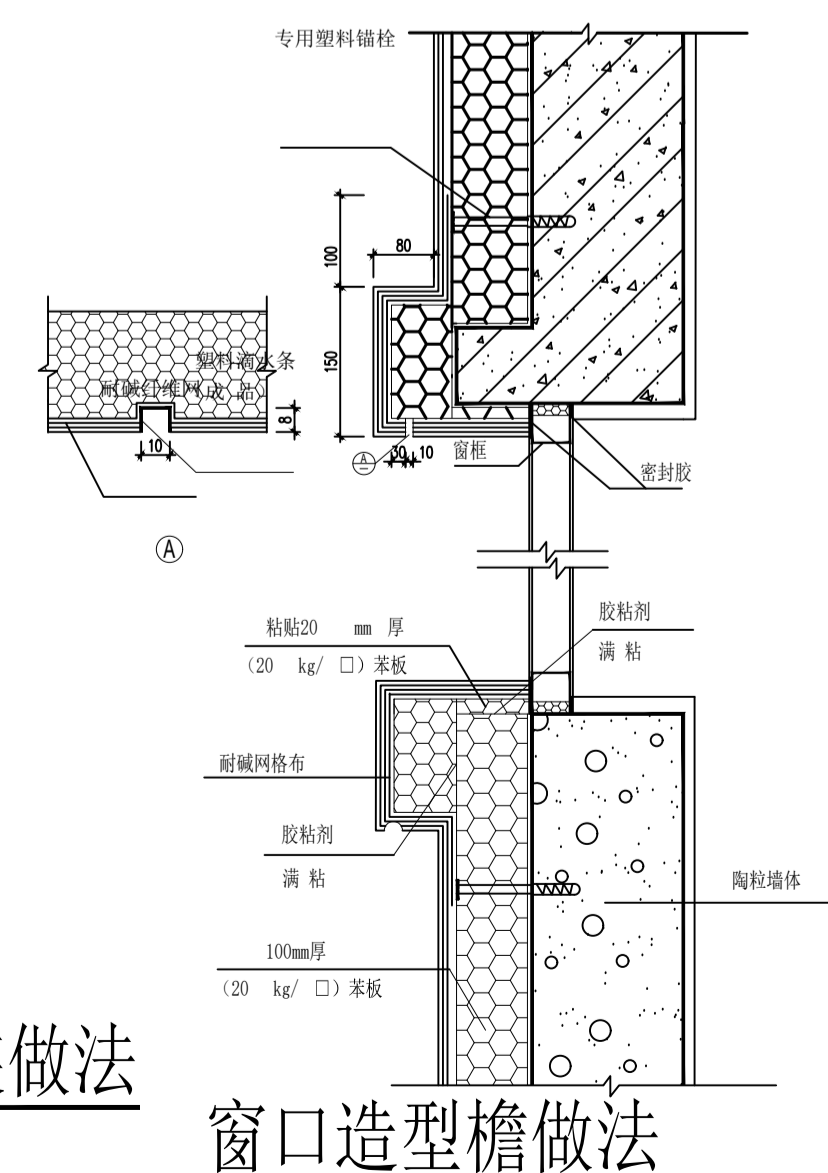 专用塑料锚栓
80
100
150
塑料滴水条
耐碱纤维网(成 品)
8
10
A
30 10
窗框
密封胶
A
粘贴20 mm 厚
(20 kg/ □)苯板
胶粘剂
满 粘
耐碱网格布
胶粘剂
满 粘
陶粒墙体
100mm厚
(20 kg/ □)苯板
做法
窗口造型檐做法